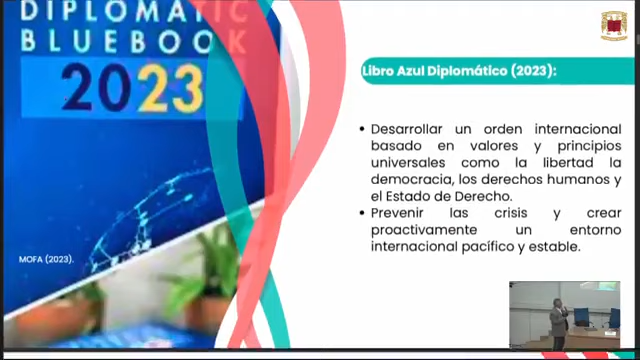 DIPLOMATIC
BLUEBOOK
2023
MOFA (2023).
Libro Azul Diplomático (2023):
• Desarrollar un orden internacional
basado en valores y principios
universales como la libertad la
democracia, los derechos humanos y
el Estado de Derecho.
• Prevenir las crisis y crear
proactivamente un entorno
internacional pacífico y estable.